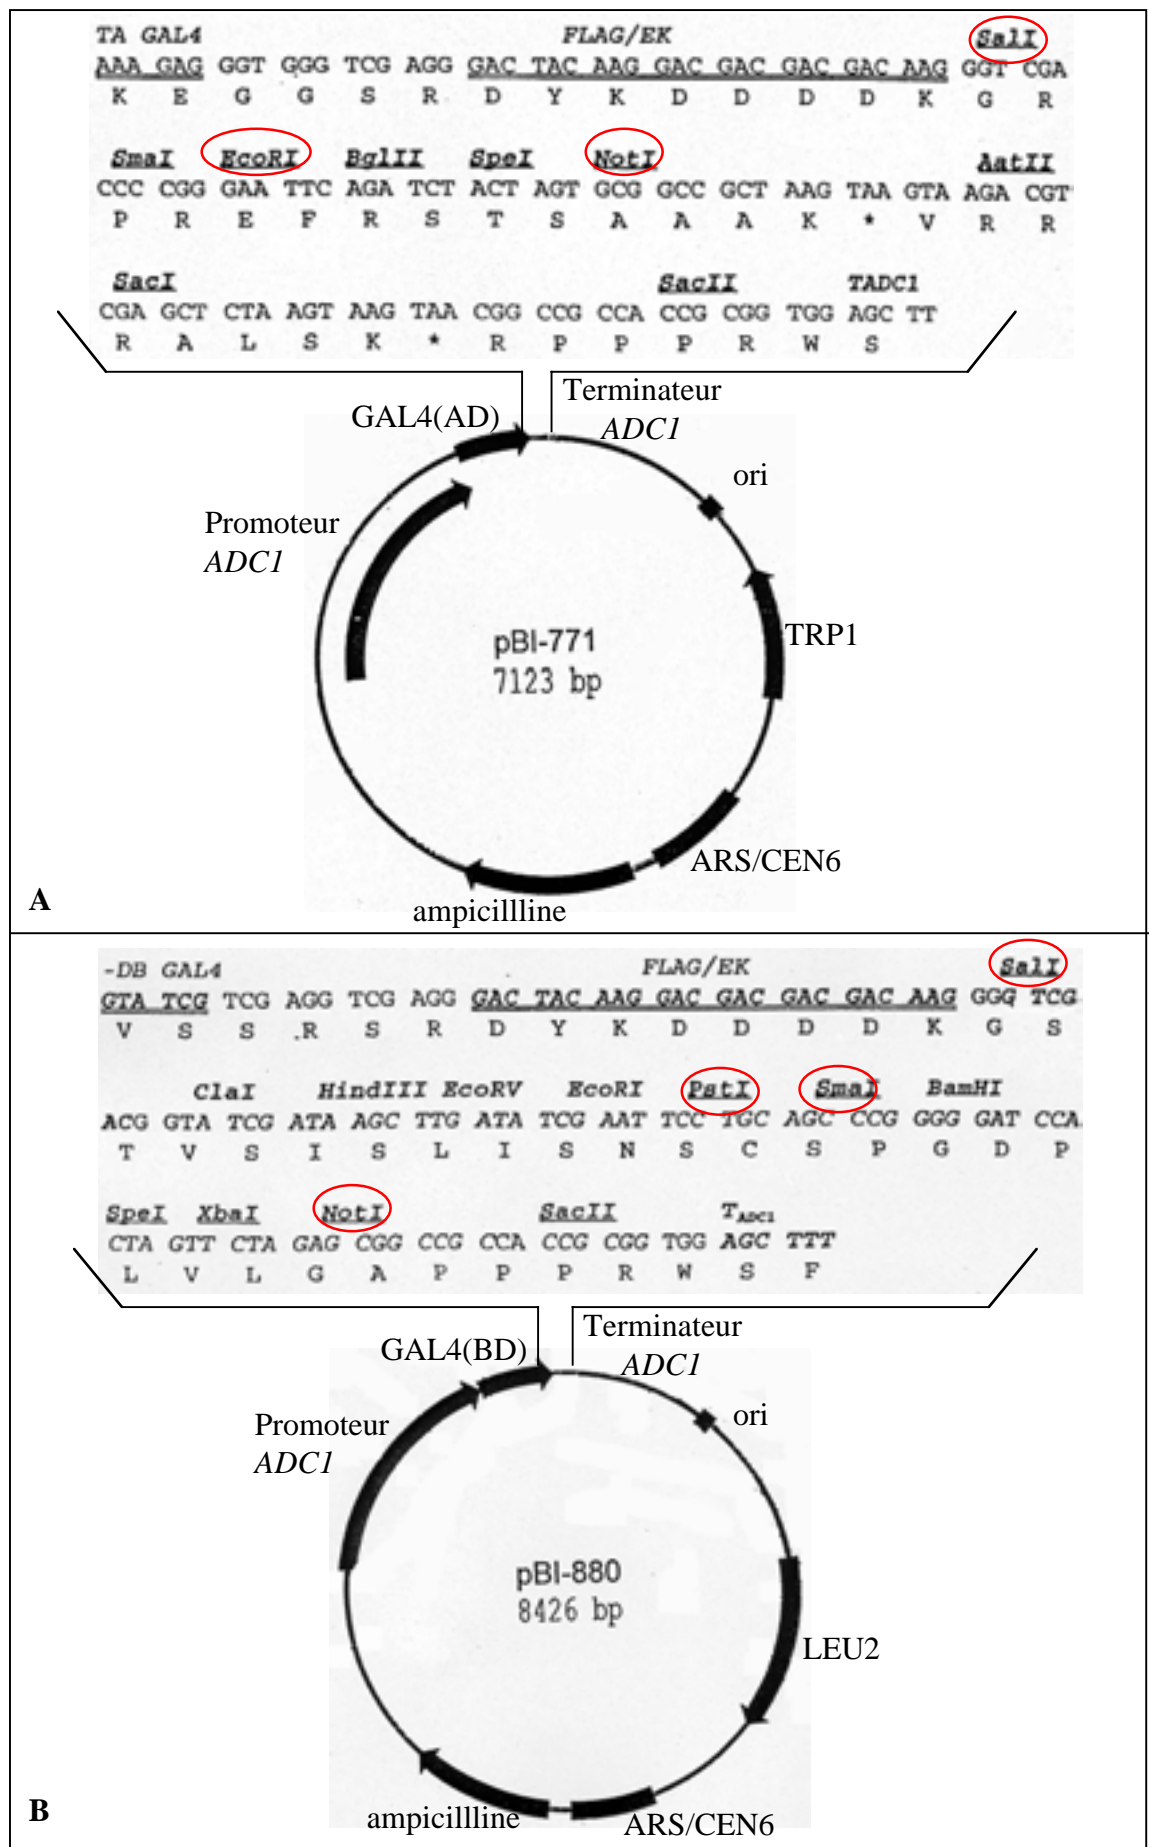 TA GAL4 FLAG/EK SalI
AAA GAG GGT GGG TCG AGG GAC TAC AAG GAC GAC GAC GAC AAG GGT CGA
K E G G S R D Y K D D D D K G R
SmaI EcoRI BglII SpeI NotI AatII
CCC CGG GAA TTC AGA TCT ACT AGT GCG GCC GCT AAG TAA GTA AGA CGT
P R E F R S T S A A A K * V R R
SacI SacII TADC1
CGA GCT CTA AGT AAG TAA CGG CCG CCA CCG CGG TGG AGC TT
R A L S K * R P P P R W S
Terminateur
ADC1
GAL4(AD)
ori
Promoteur
ADC1
TRP1
pBI-771
7123 bp
ARS/CEN6
ampicillline
A
-DB GAL4 FLAG/EK SalI
GTA TCG TCG AGG TCG AGG GAC TAC AAG GAC GAC GAC GAC AAG GGG TCG
V S S .R S R D Y K D D D D K G S
ClaI HindIII EcoRV EcoRI PstI SmaI BamHI
ACG GTA TCG ATA AGC TTG ATA TCG AAT TCC TGC AGC CCG GGG GAT CCA
T V S I S L I S N S C S P G D P
SpeI XbaI NotI SacII TADC1
CTA GTT CTA GAG CGG CCG CCA CCG CGG TGG AGC TTT
L V L G A P P P R W S F
Terminateur
ADC1
GAL4(BD)
ori
Promoteur
ADC1
pBI-880
8426 bp
LEU2
ampicillline
ARS/CEN6
B